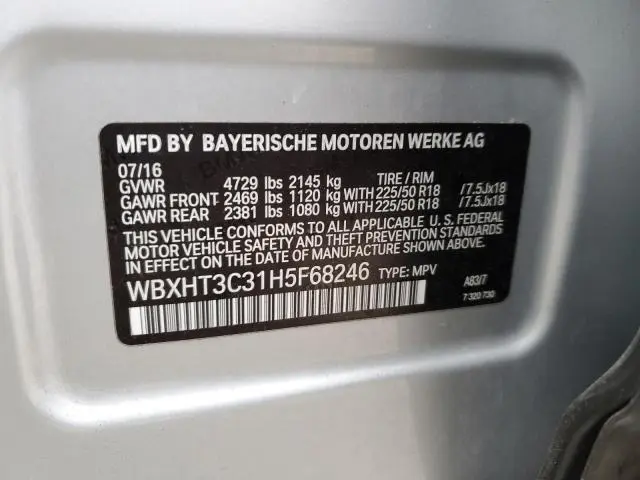 MFD BY BAYERISCHE MOTOREN WERKE AG
07/16
GVWR 4729 lbs 2145 kg TIRE / RIM
GAWR FRONT 2469 lbs 1120 kg WITH 225/50 R18 /7.5Jx18
GAWR REAR 2381 lbs 1080 kg WITH 225/50 R18 /7.5Jx18
THIS VEHICLE CONFORMS TO ALL APPLICABLE U. S. FEDERAL
MOTOR VEHICLE SAFETY, BUMPER AND THEFT PREVENTION STANDARDS
IN EFFECT ON THE DATE OF MANUFACTURE SHOWN ABOVE.
WBXHT3C31H5F68246 TYPE: MPV
A83/7
7 320 730